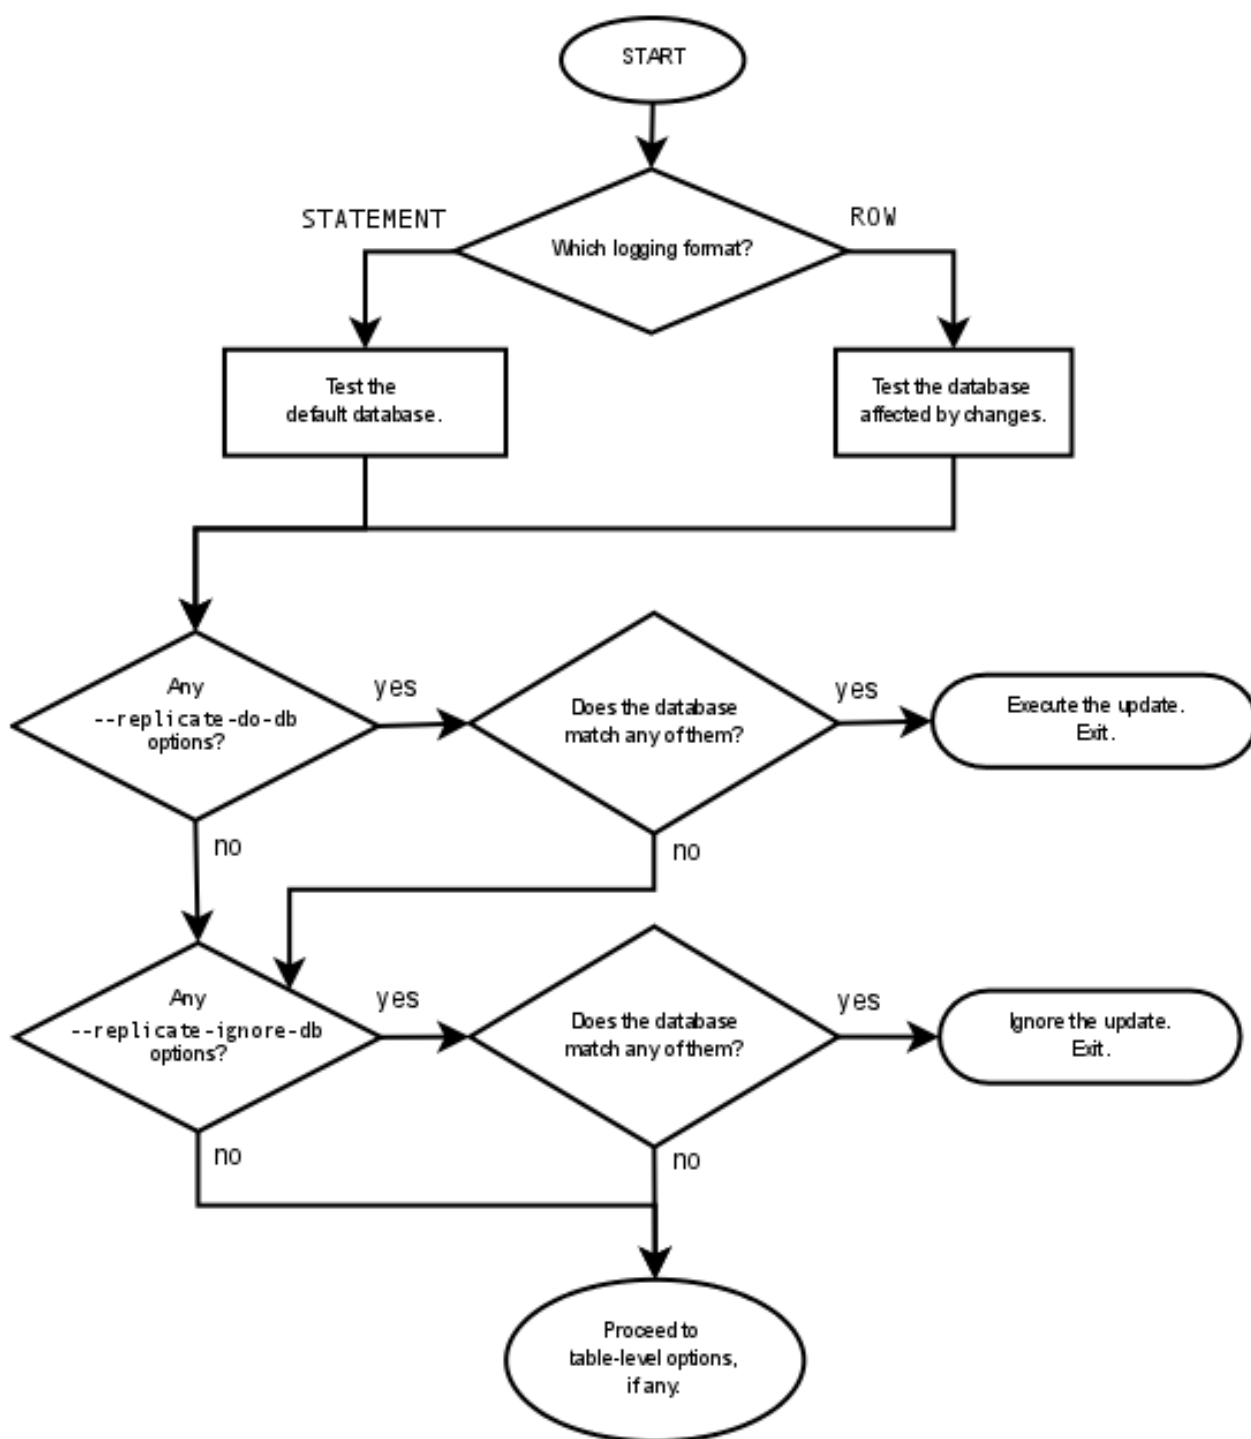 START
STATEMENT
ROW
Which logging format?
Test the
default database.
Test the database
affected by changes.
Any
--replicate-do-db
options?
yes
Does the database
match any of them?
yes
Execute the update.
Exit.
no
no
Any
--replicate-ignore-db
options?
yes
Does the database
match any of them?
yes
Ignore the update.
Exit.
no
no
Proceed to
table-level options,
if any.